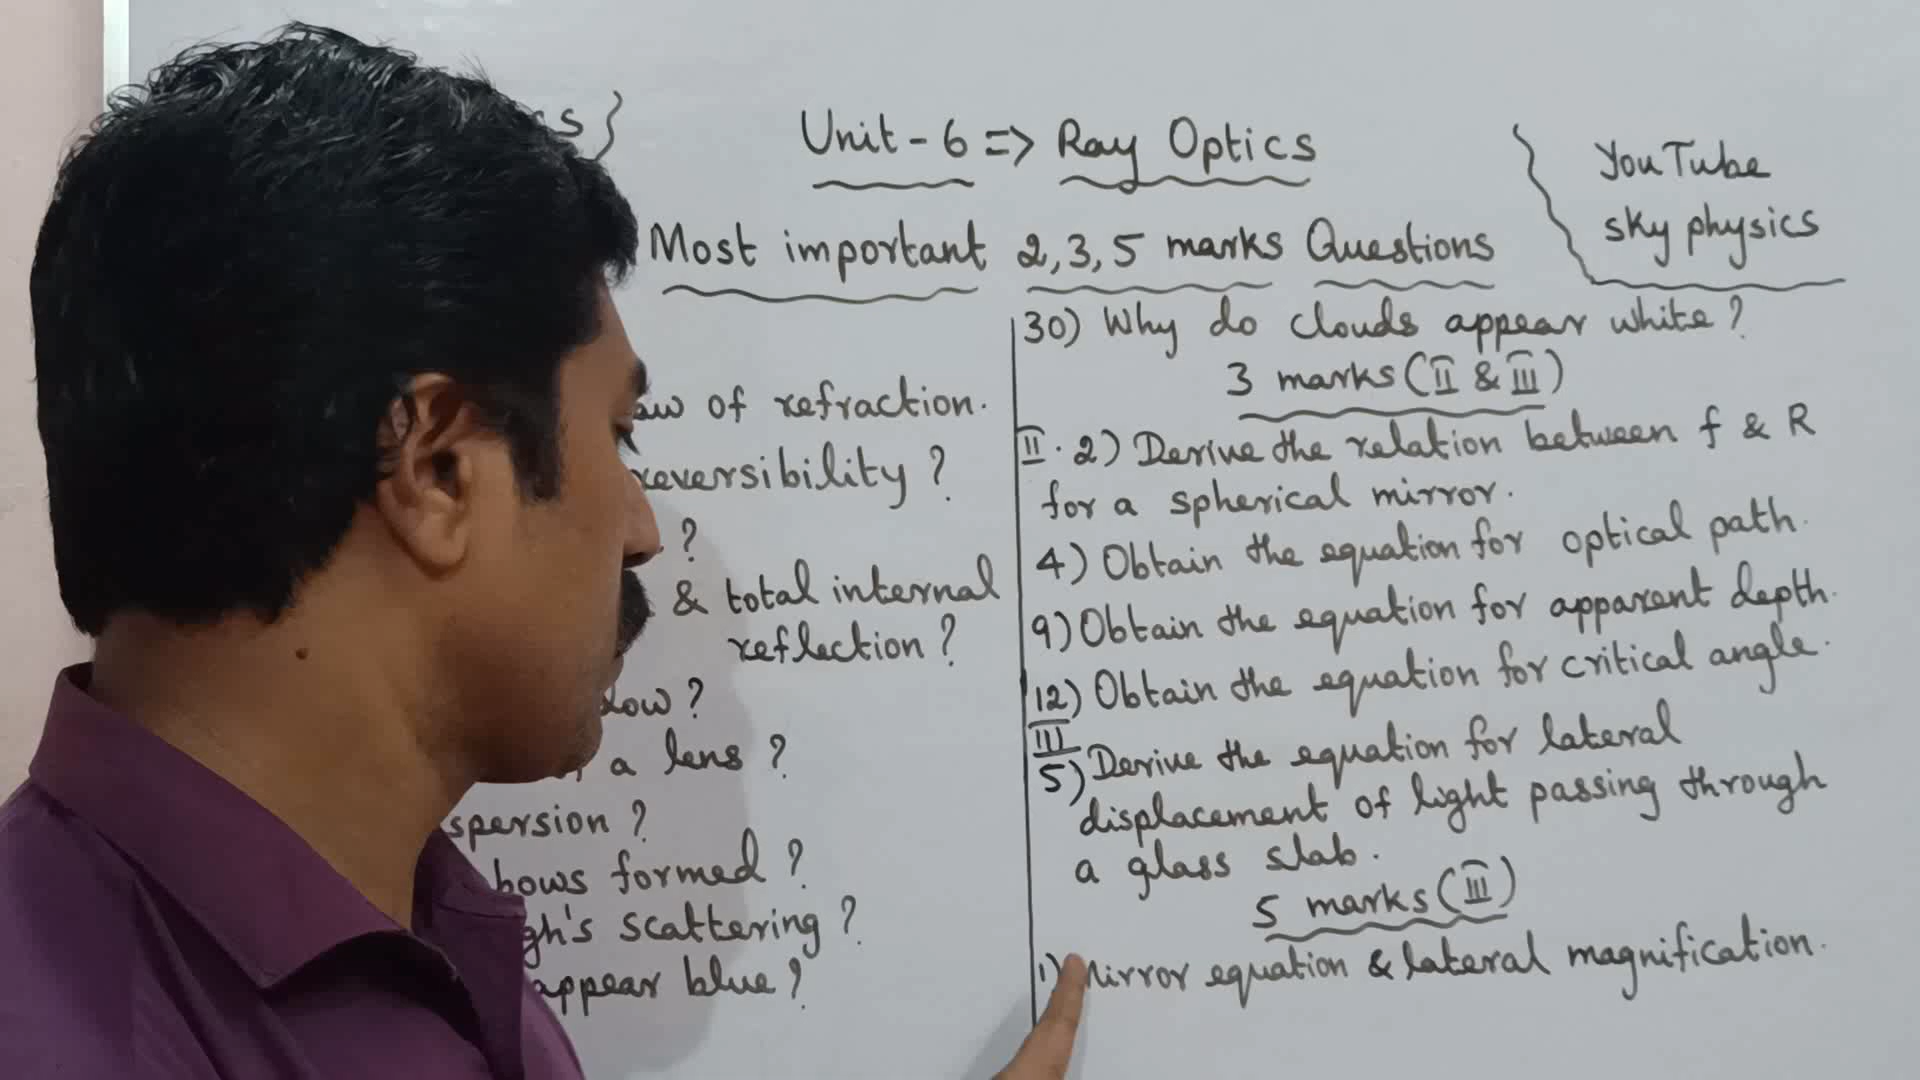 Unit - 6 => Ray Optics
YouTube
sky physics
Most important 2,3,5 marks Questions
of refraction.
reversibility ?
?
& total internal
reflection ?
?
a lens ?
?
formed ?
scattering ?
appear blue ?
30) Why do clouds appear white ?
3 marks (II & III)
II. 2) Derive the relation between f & R
for a spherical mirror.
4) Obtain the equation for optical path.
9) Obtain the equation for apparent depth.
12) Obtain the equation for critical angle.
III
5) Derive the equation for lateral
displacement of light passing through
a glass slab.
5 marks (III)
1) Mirror equation & lateral magnification.